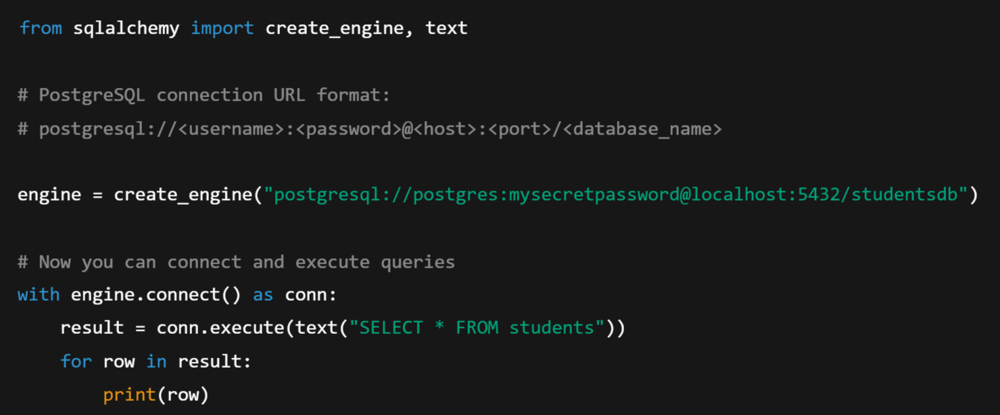 from sqlalchemy import create_engine, text
# PostgreSQL connection URL format:
# postgresql://<username>:<password>@<host>:<port>/<database_name>
engine = create_engine("postgresql://postgres:mysecretpassword@localhost:5432/studentsdb")
# Now you can connect and execute queries
with engine.connect() as conn:
    result = conn.execute(text("SELECT * FROM students"))
    for row in result:
        print(row)